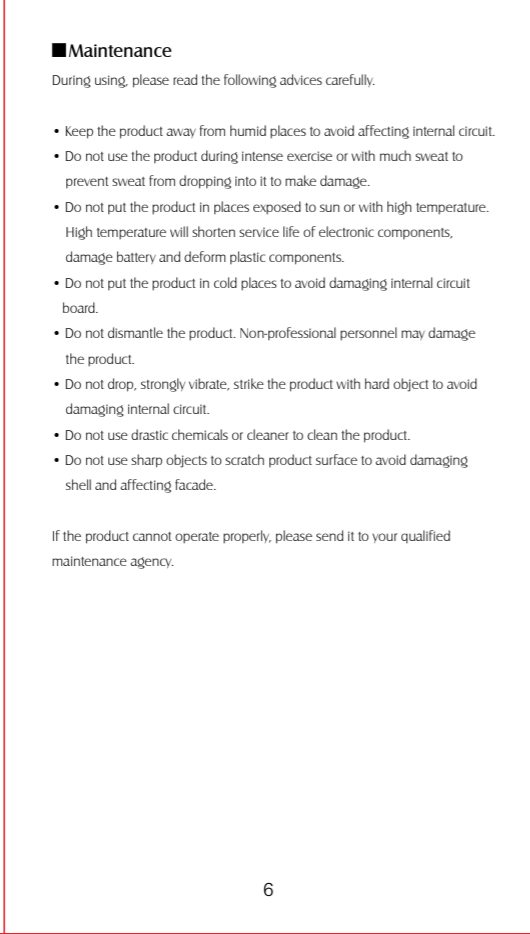 ■Maintenance
During using, please read the following advices carefully.
• Keep the product away from humid places to avoid affecting internal circuit.
• Do not use the product during intense exercise or with much sweat to
prevent sweat from dropping into it to make damage.
• Do not put the product in places exposed to sun or with high temperature.
High temperature will shorten service life of electronic components,
damage battery and deform plastic components.
• Do not put the product in cold places to avoid damaging internal circuit
board.
• Do not dismantle the product. Non-professional personnel may damage
the product.
• Do not drop, strongly vibrate, strike the product with hard object to avoid
damaging internal circuit.
• Do not use drastic chemicals or cleaner to clean the product.
• Do not use sharp objects to scratch product surface to avoid damaging
shell and affecting facade.
If the product cannot operate properly, please send it to your qualified
maintenance agency.
6